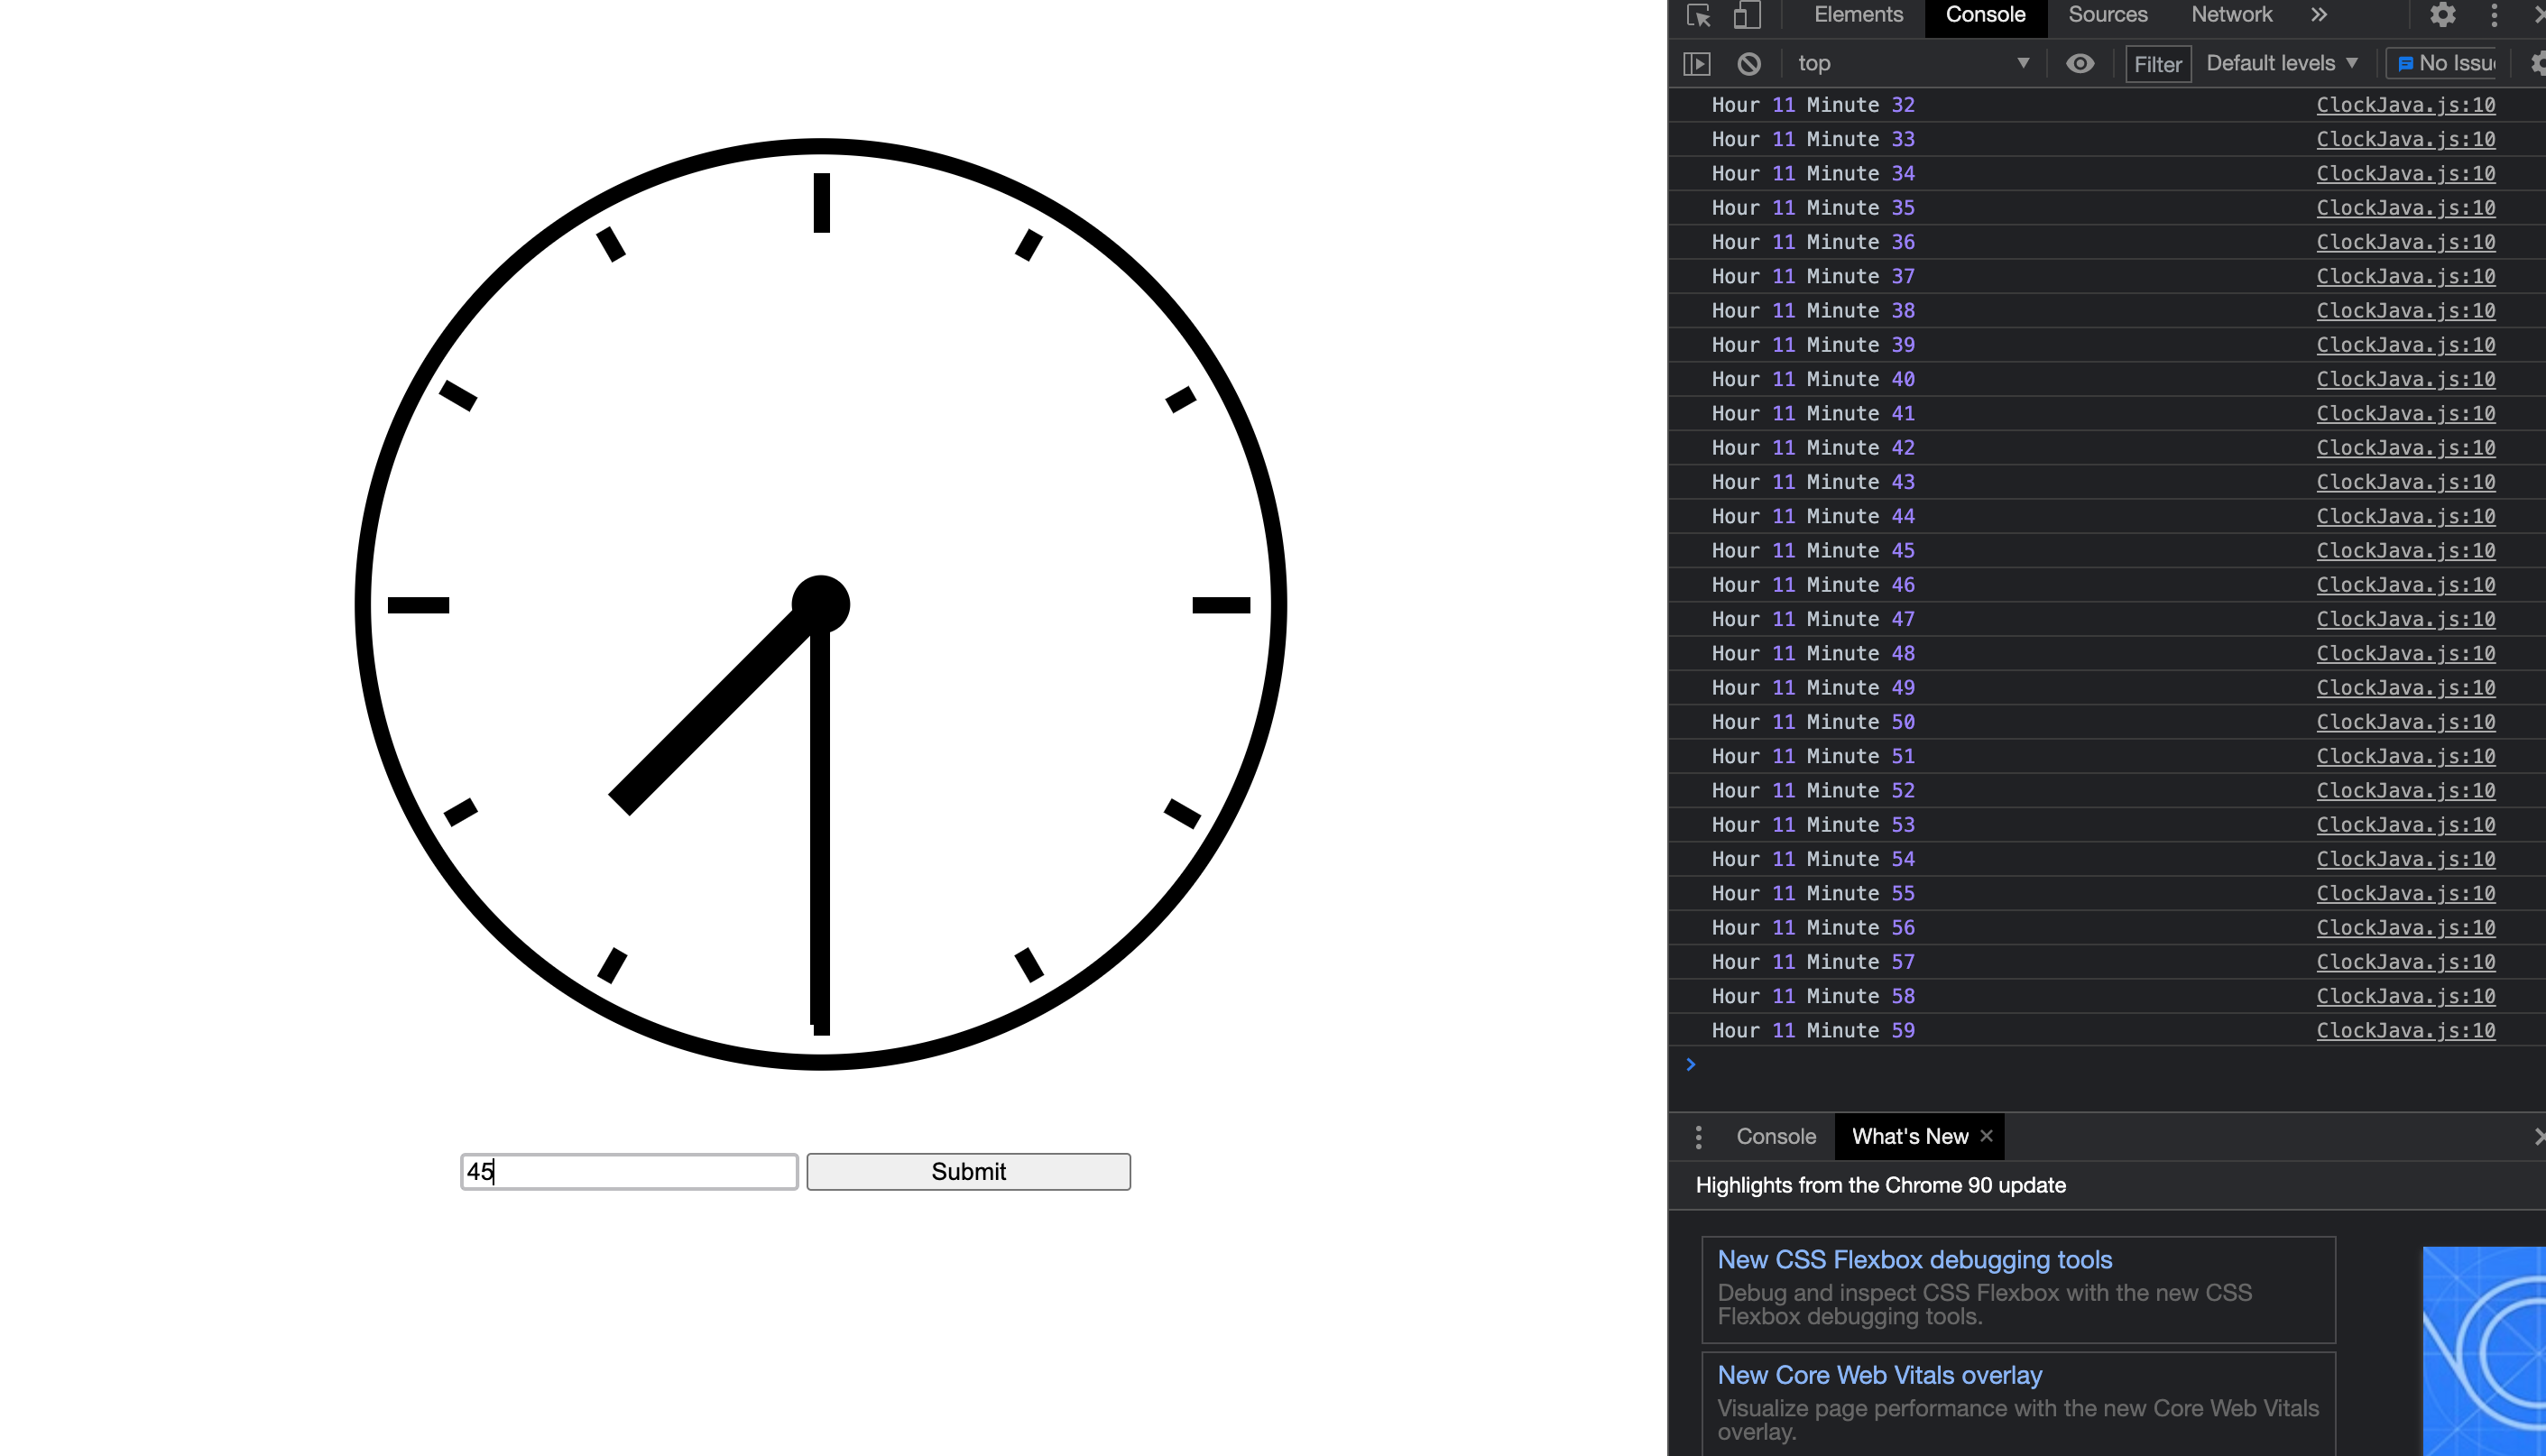 45 Submit
Elements Console Sources Network »
top Filter Default levels No Issu
Hour 11 Minute 32 ClockJava.js:10
Hour 11 Minute 33 ClockJava.js:10
Hour 11 Minute 34 ClockJava.js:10
Hour 11 Minute 35 ClockJava.js:10
Hour 11 Minute 36 ClockJava.js:10
Hour 11 Minute 37 ClockJava.js:10
Hour 11 Minute 38 ClockJava.js:10
Hour 11 Minute 39 ClockJava.js:10
Hour 11 Minute 40 ClockJava.js:10
Hour 11 Minute 41 ClockJava.js:10
Hour 11 Minute 42 ClockJava.js:10
Hour 11 Minute 43 ClockJava.js:10
Hour 11 Minute 44 ClockJava.js:10
Hour 11 Minute 45 ClockJava.js:10
Hour 11 Minute 46 ClockJava.js:10
Hour 11 Minute 47 ClockJava.js:10
Hour 11 Minute 48 ClockJava.js:10
Hour 11 Minute 49 ClockJava.js:10
Hour 11 Minute 50 ClockJava.js:10
Hour 11 Minute 51 ClockJava.js:10
Hour 11 Minute 52 ClockJava.js:10
Hour 11 Minute 53 ClockJava.js:10
Hour 11 Minute 54 ClockJava.js:10
Hour 11 Minute 55 ClockJava.js:10
Hour 11 Minute 56 ClockJava.js:10
Hour 11 Minute 57 ClockJava.js:10
Hour 11 Minute 58 ClockJava.js:10
Hour 11 Minute 59 ClockJava.js:10
Console What's New
Highlights from the Chrome 90 update
New CSS Flexbox debugging tools
Debug and inspect CSS Flexbox with the new CSS
Flexbox debugging tools.
New Core Web Vitals overlay
Visualize page performance with the new Core Web Vitals
overlay.